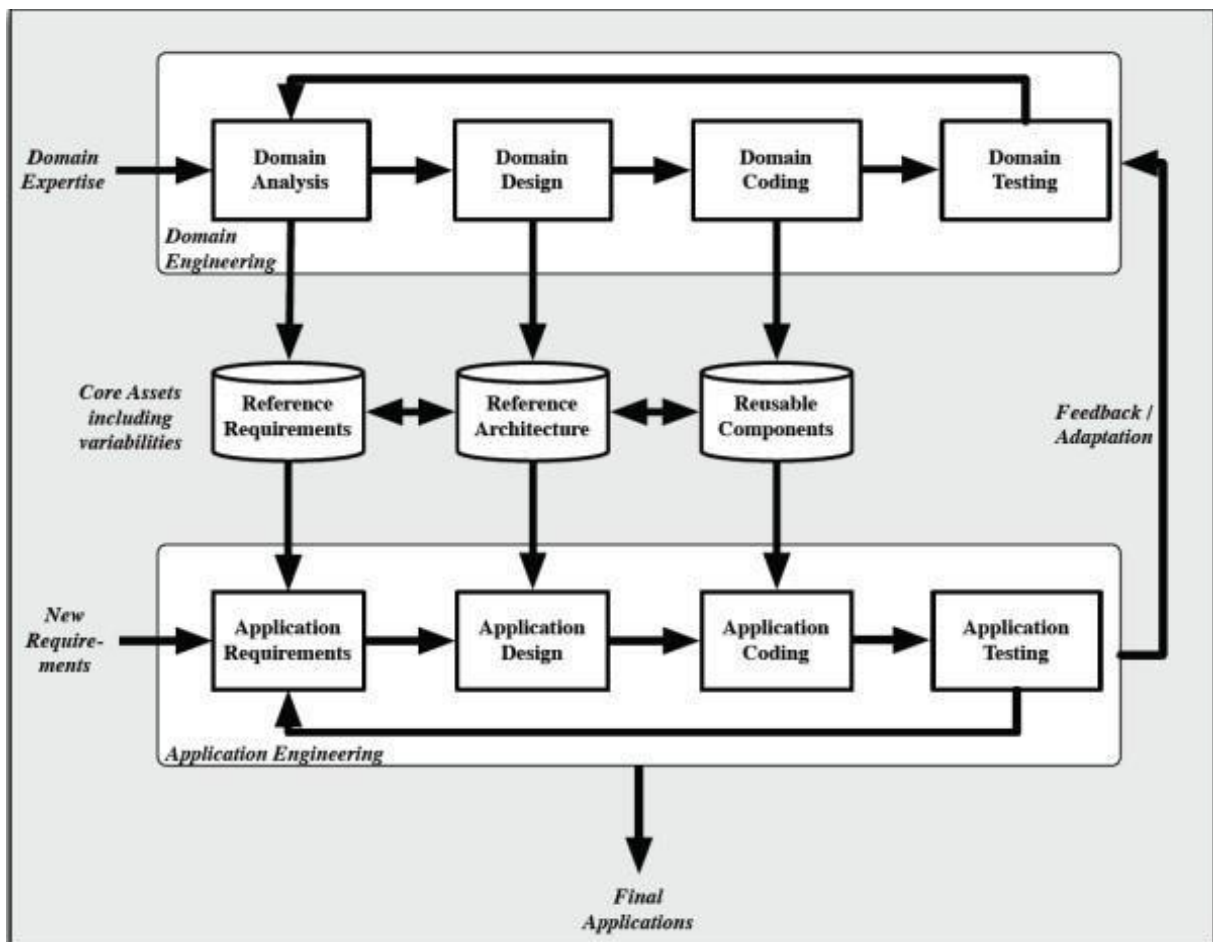 Domain
Expertise
Domain
Analysis
Domain
Design
Domain
Coding
Domain
Testing
Domain
Engineering
Core Assets
including
variabilities
Reference
Requirements
Reference
Architecture
Reusable
Components
Feedback /
Adaptation
New
Require-
ments
Application
Requirements
Application
Design
Application
Coding
Application
Testing
Application Engineering
Final
Applications